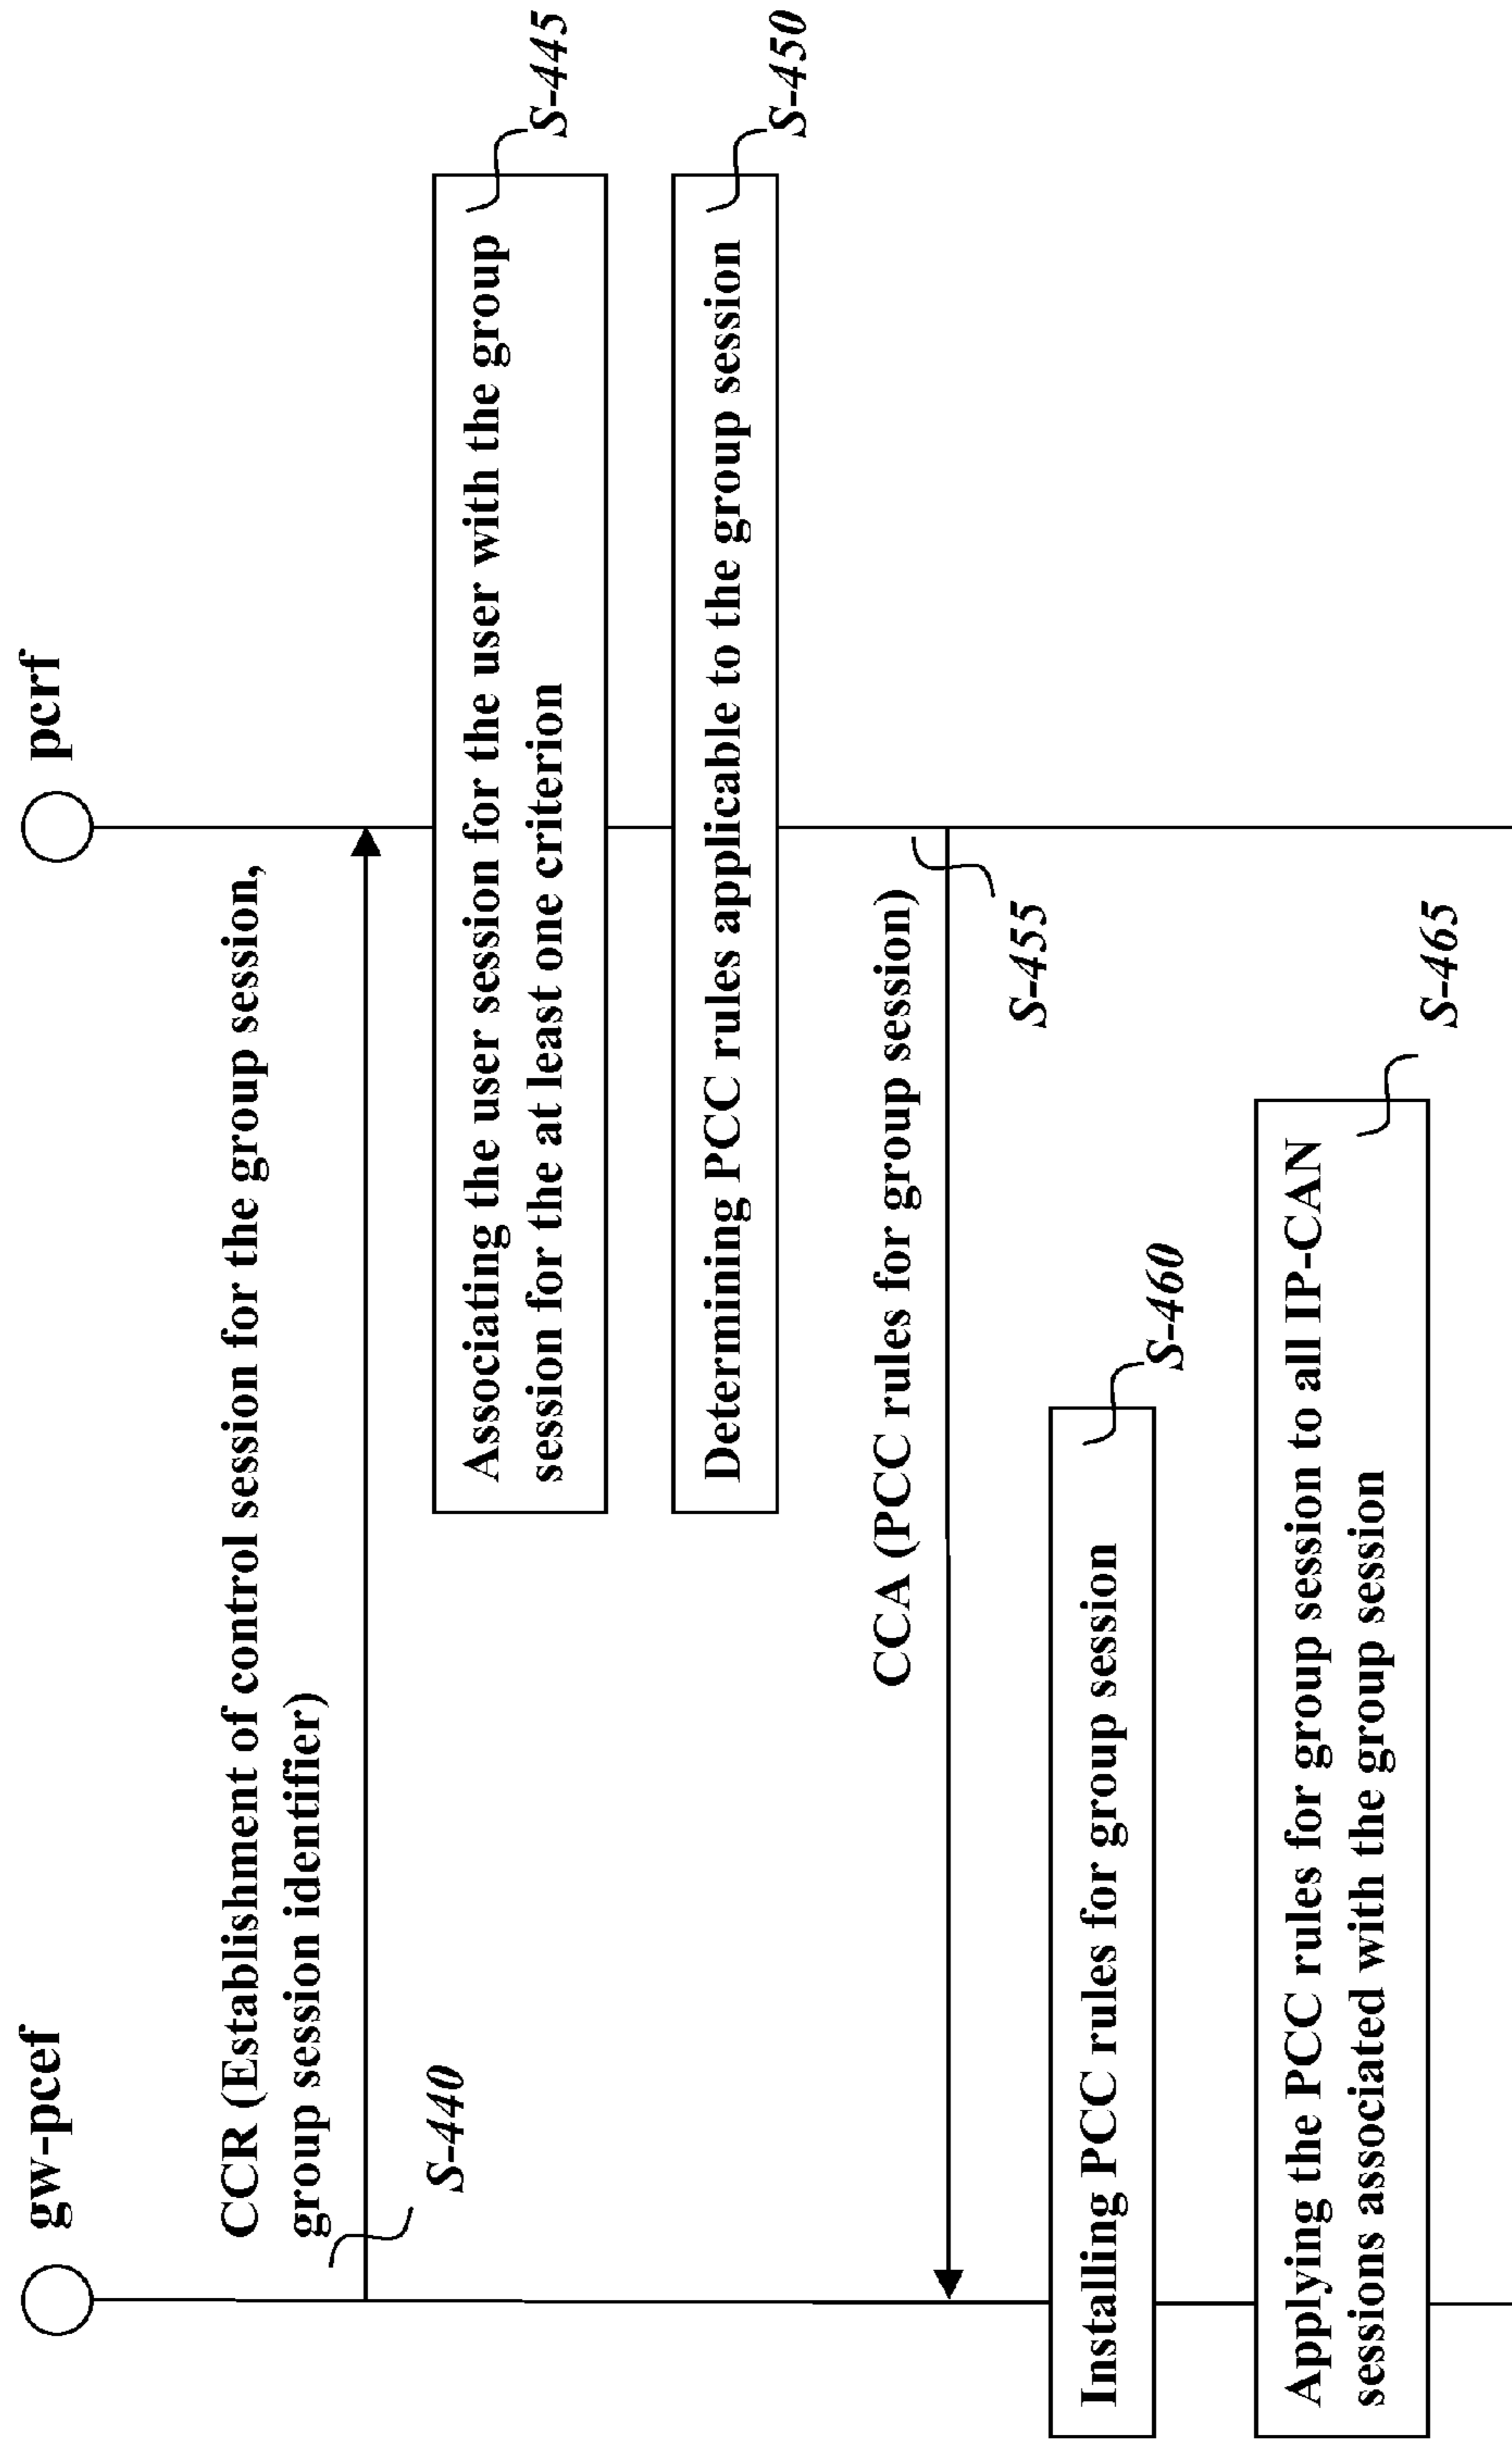 gw-pcef
pcrf
CCR (Establishment of control session for the group session,
group session identifier)
S-440
Associating the user session for the user with the group
session for the at least one criterion
S-445
Determining PCC rules applicable to the group session
S-450
CCA (PCC rules for group session)
S-455
Installing PCC rules for group session
S-460
Applying the PCC rules for group session to all IP-CAN
sessions associated with the group session
S-465